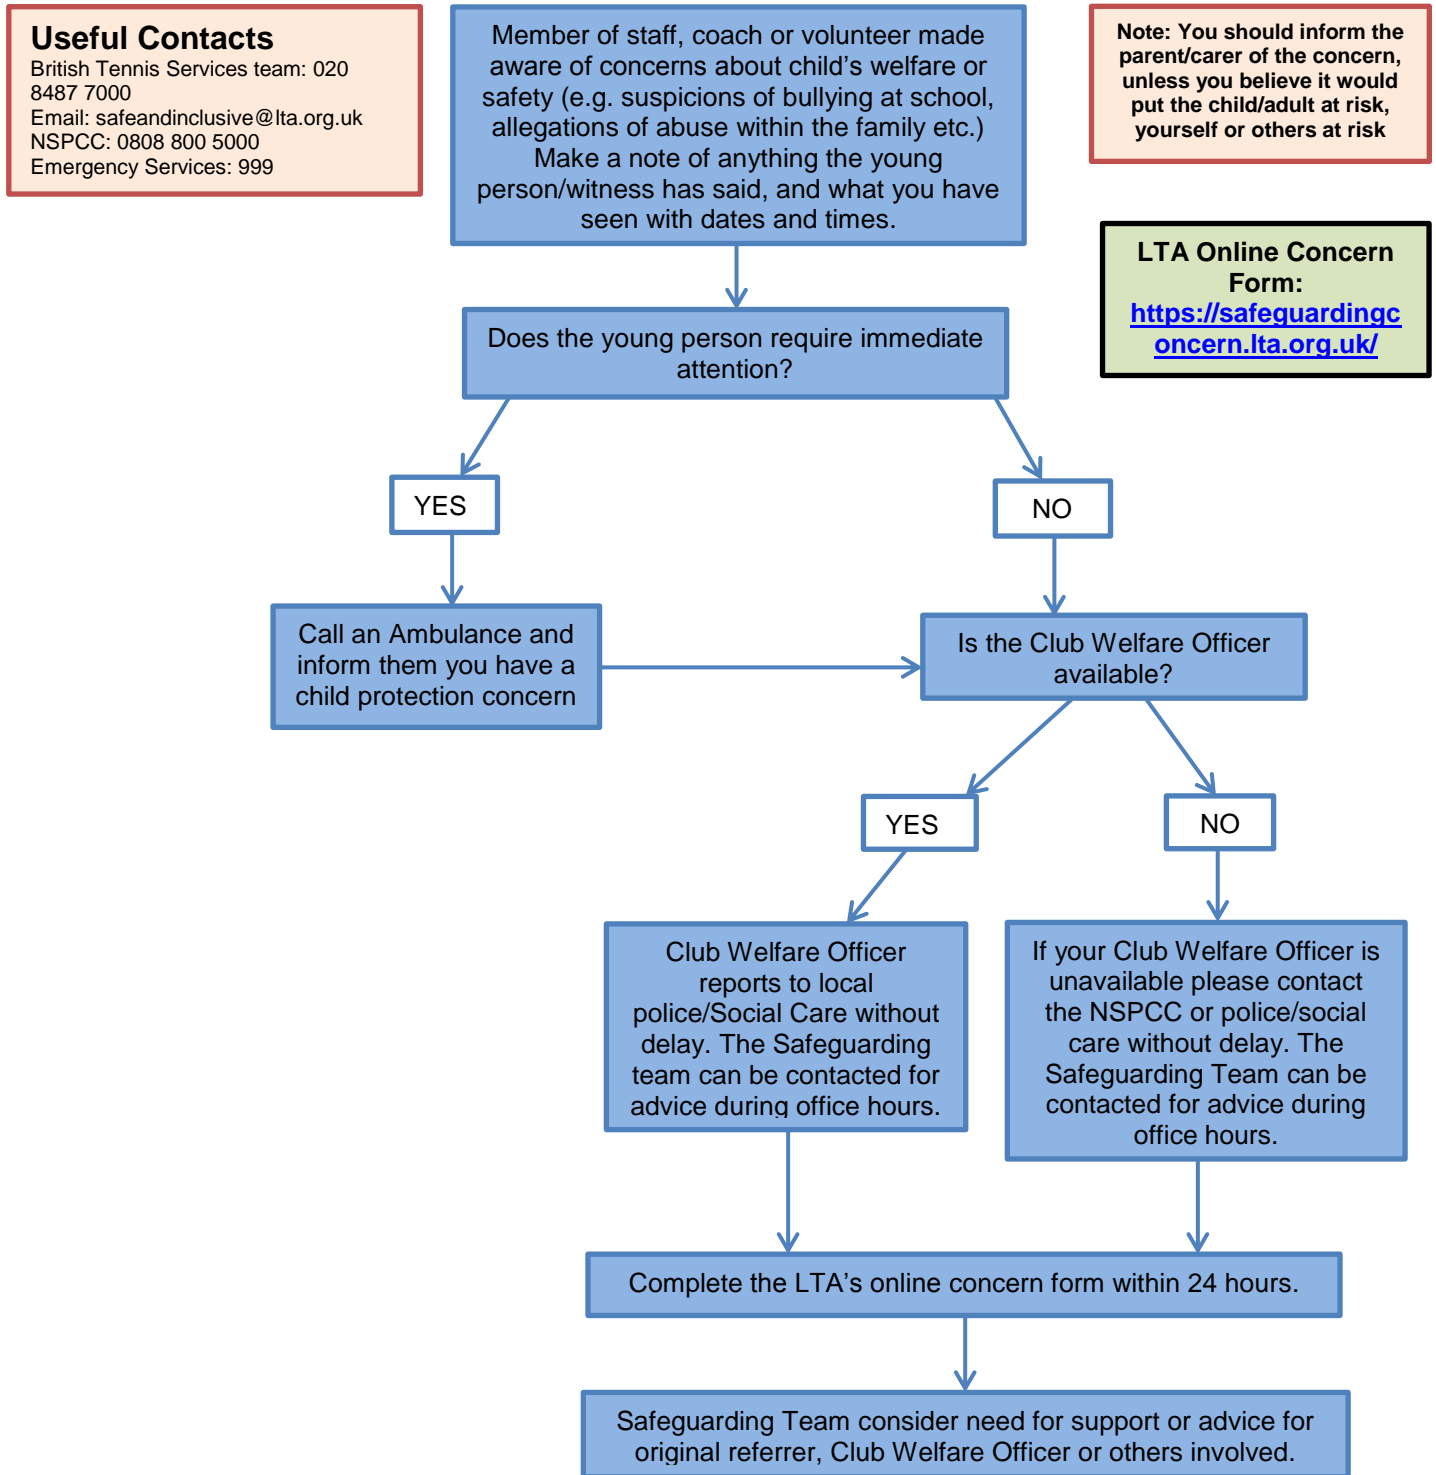 Useful Contacts
British Tennis Services team: 020
8487 7000
Email: safeandinclusive@lta.org.uk
NSPCC: 0808 800 5000
Emergency Services: 999
Member of staff, coach or volunteer made
aware of concerns about child's welfare or
safety (e.g. suspicions of bullying at school,
allegations of abuse within the family etc.)
Make a note of anything the young
person/witness has said, and what you have
seen with dates and times.
Note: You should inform the
parent/carer of the concern,
unless you believe it would
put the child/adult at risk,
yourself or others at risk
LTA Online Concern
Form:
https://safeguardingc
oncern.lta.org.uk/
Does the young person require immediate
attention?
YES
NO
Call an Ambulance and
inform them you have a
child protection concern
Is the Club Welfare Officer
available?
YES
NO
Club Welfare Officer
reports to local
police/Social Care without
delay. The Safeguarding
team can be contacted for
advice during office hours.
If your Club Welfare Officer is
unavailable please contact
the NSPCC or police/social
care without delay. The
Safeguarding Team can be
contacted for advice during
office hours.
Complete the LTA's online concern form within 24 hours.
Safeguarding Team consider need for support or advice for
original referrer, Club Welfare Officer or others involved.